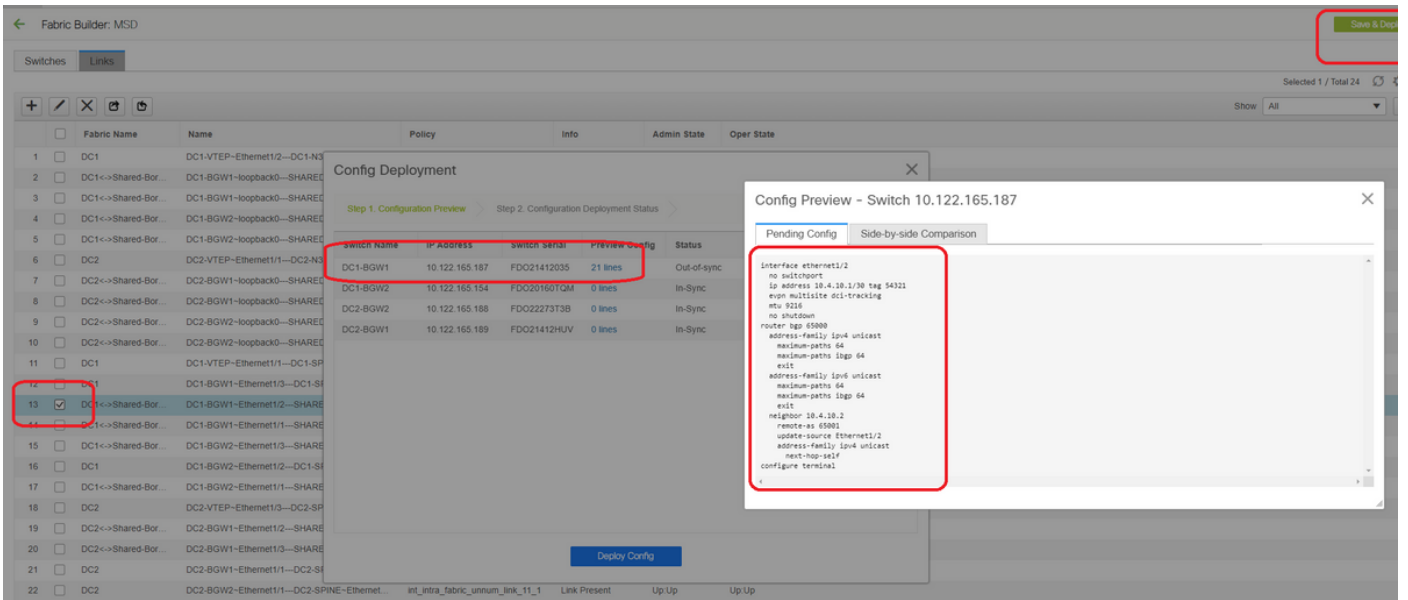 Fabric Builder: MSD
Save & Depl
Switches Links
Selected 1 / Total 24
Show All
Fabric Name Name Policy Info Admin State Oper State
1 DC1 DC1-VTEP~Ethernet1/2---DC1-N3
2 DC1<->Shared-Bor... DC1-BGW1~loopback0---SHARED
3 DC1<->Shared-Bor... DC1-BGW1~loopback0---SHARED
4 DC1<->Shared-Bor... DC1-BGW2~loopback0---SHARED
5 DC1<->Shared-Bor... DC1-BGW2~loopback0---SHARED
6 DC2 DC2-VTEP~Ethernet1/1---DC2-N3
7 DC2<->Shared-Bor... DC2-BGW1~loopback0---SHARED
8 DC2<->Shared-Bor... DC2-BGW1~loopback0---SHARED
9 DC2<->Shared-Bor... DC2-BGW2~loopback0---SHARED
10 DC2<->Shared-Bor... DC2-BGW2~loopback0---SHARED
11 DC1 DC1-VTEP~Ethernet1/1---DC1-SP
12 DC1 DC1-BGW1~Ethernet1/3---DC1-SP
13 DC1<->Shared-Bor... DC1-BGW1~Ethernet1/2---SHARE
14 DC1<->Shared-Bor... DC1-BGW1~Ethernet1/1---SHARE
15 DC1<->Shared-Bor... DC1-BGW2~Ethernet1/3---SHARE
16 DC1 DC1-BGW2~Ethernet1/2---DC1-SP
17 DC1<->Shared-Bor... DC1-BGW2~Ethernet1/1---SHARE
18 DC2 DC2-VTEP~Ethernet1/3---DC2-SP
19 DC2<->Shared-Bor... DC2-BGW1~Ethernet1/2---SHARE
20 DC2<->Shared-Bor... DC2-BGW1~Ethernet1/3---SHARE
21 DC2 DC2-BGW1~Ethernet1/1---DC2-SP
22 DC2 DC2-BGW2~Ethernet1/1---DC2-SPINE~Ethernet... int_intra_fabric_unnum_link_11_1 Link Present Up:Up Up:Up
Config Deployment
Step 1. Configuration Preview Step 2. Configuration Deployment Status
Switch Name IP Address Switch Serial Preview Config Status
DC1-BGW1 10.122.165.187 FDO21412035 21 lines Out-of-sync
DC1-BGW2 10.122.165.154 FDO20160TQM 0 lines In-Sync
DC2-BGW2 10.122.165.188 FDO22273T3B 0 lines In-Sync
DC2-BGW1 10.122.165.189 FDO21412HUV 0 lines In-Sync
Deploy Config
Config Preview - Switch 10.122.165.187
Pending Config Side-by-side Comparison
interface ethernet1/2
no switchport
ip address 10.4.10.1/30 tag 54321
evpn multisite dci-tracking
mtu 9216
no shutdown
router bgp 65000
address-family ipv4 unicast
maximum-paths 64
maximum-paths ibgp 64
exit
address-family ipv6 unicast
maximum-paths 64
maximum-paths ibgp 64
exit
neighbor 10.4.10.2
remote-as 65001
update-source Ethernet1/2
address-family ipv4 unicast
next-hop-self
configure terminal